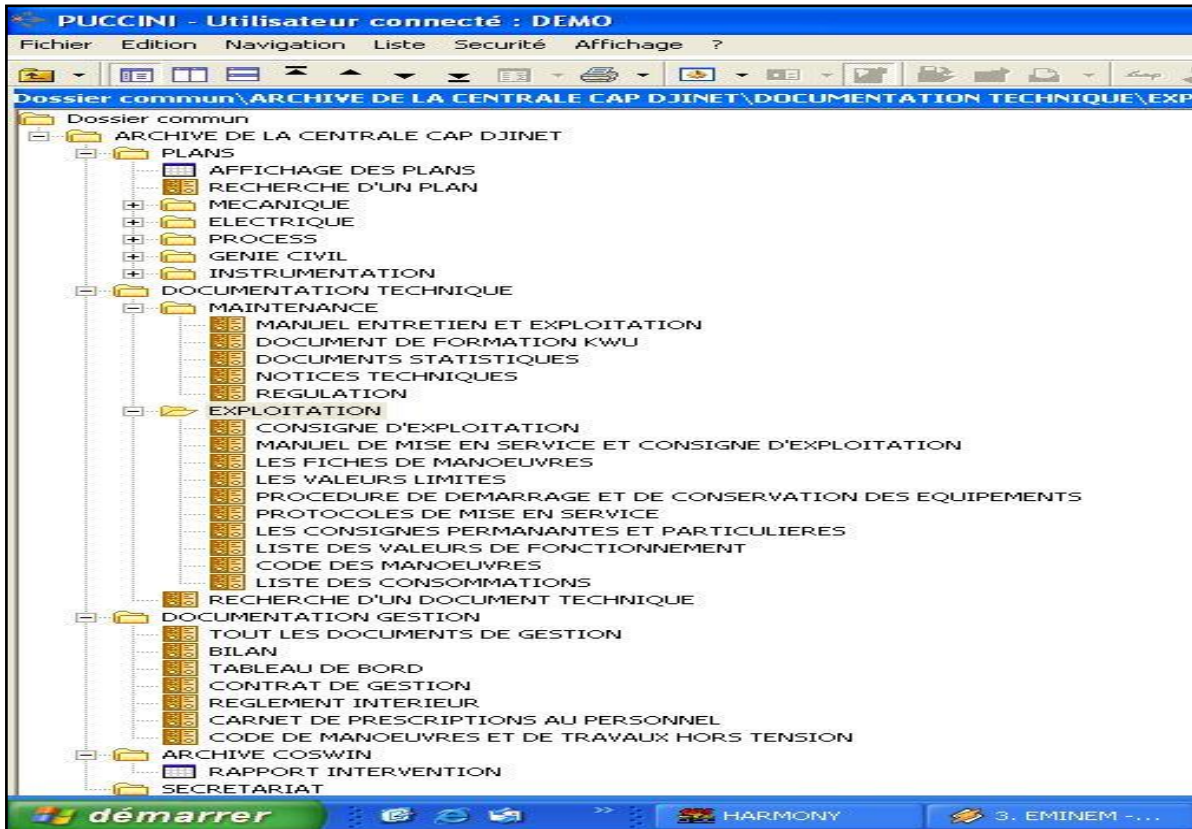 PUCCINI - Utilisateur connecté : DEMO
Fichier Edition Navigation Liste Securité Affichage ?
Dossier commun\ARCHIVE DE LA CENTRALE CAP DJINET\DOCUMENTATION TECHNIQUE\EXP
Dossier commun
ARCHIVE DE LA CENTRALE CAP DJINET
PLANS
AFFICHAGE DES PLANS
RECHERCHE D'UN PLAN
MECANIQUE
ELECTRIQUE
PROCESS
GENIE CIVIL
INSTRUMENTATION
DOCUMENTATION TECHNIQUE
MAINTENANCE
MANUEL ENTRETIEN ET EXPLOITATION
DOCUMENT DE FORMATION KWU
DOCUMENTS STATISTIQUES
NOTICES TECHNIQUES
REGULATION
EXPLOITATION
CONSIGNE D'EXPLOITATION
MANUEL DE MISE EN SERVICE ET CONSIGNE D'EXPLOITATION
LES FICHES DE MANOEUVRES
LES VALEURS LIMITES
PROCEDURE DE DEMARRAGE ET DE CONSERVATION DES EQUIPEMENTS
PROTOCOLES DE MISE EN SERVICE
LES CONSIGNES PERMANANTES ET PARTICULIERES
LISTE DES VALEURS DE FONCTIONNEMENT
CODE DES MANOEUVRES
LISTE DES CONSOMMATIONS
RECHERCHE D'UN DOCUMENT TECHNIQUE
DOCUMENTATION GESTION
TOUT LES DOCUMENTS DE GESTION
BILAN
TABLEAU DE BORD
CONTRAT DE GESTION
REGLEMENT INTERIEUR
CARNET DE PRESCRIPTIONS AU PERSONNEL
CODE DE MANOEUVRES ET DE TRAVAUX HORS TENSION
ARCHIVE COSWIN
RAPPORT INTERVENTION
SECRETARIAT
démarrer » HARMONY 3. EMINEM -...